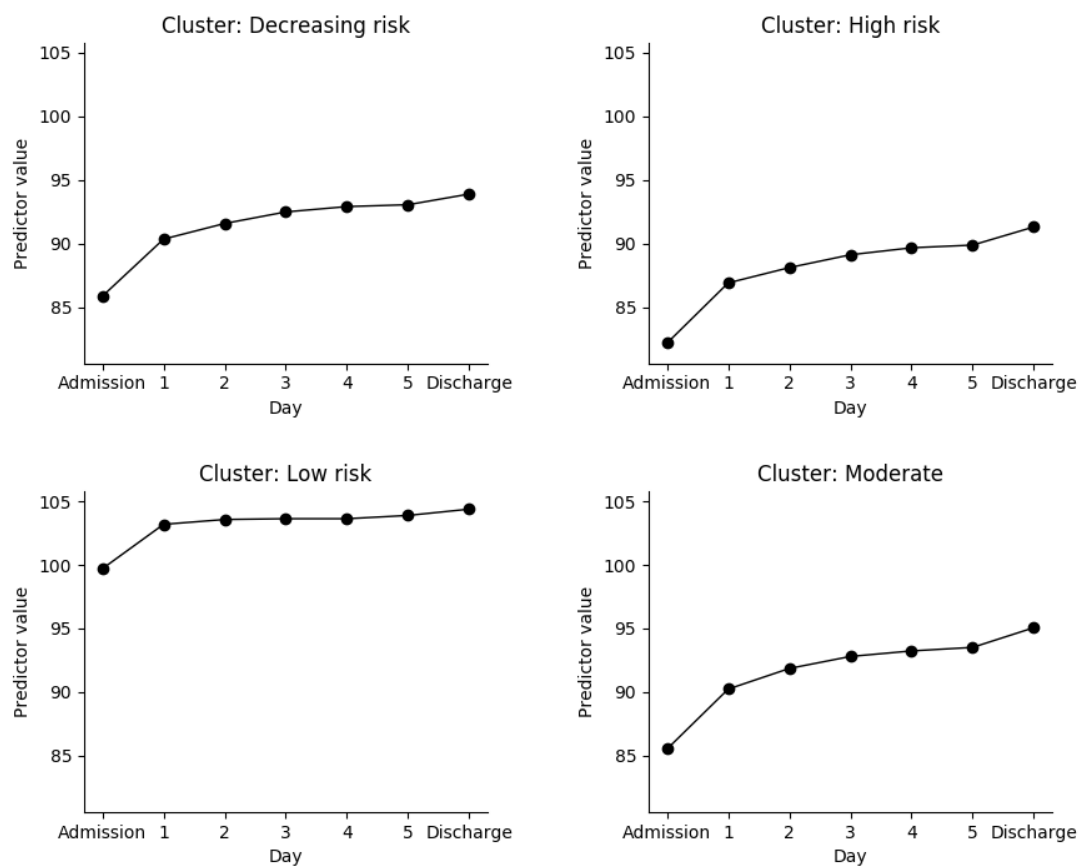 Cluster: Decreasing risk
105
100
95
90
85
Predictor value
Admission 1 2 3 4 5 Discharge
Day
Cluster: High risk
105
100
95
90
85
Predictor value
Admission 1 2 3 4 5 Discharge
Day
Cluster: Low risk
105
100
95
90
85
Predictor value
Admission 1 2 3 4 5 Discharge
Day
Cluster: Moderate
105
100
95
90
85
Predictor value
Admission 1 2 3 4 5 Discharge
Day